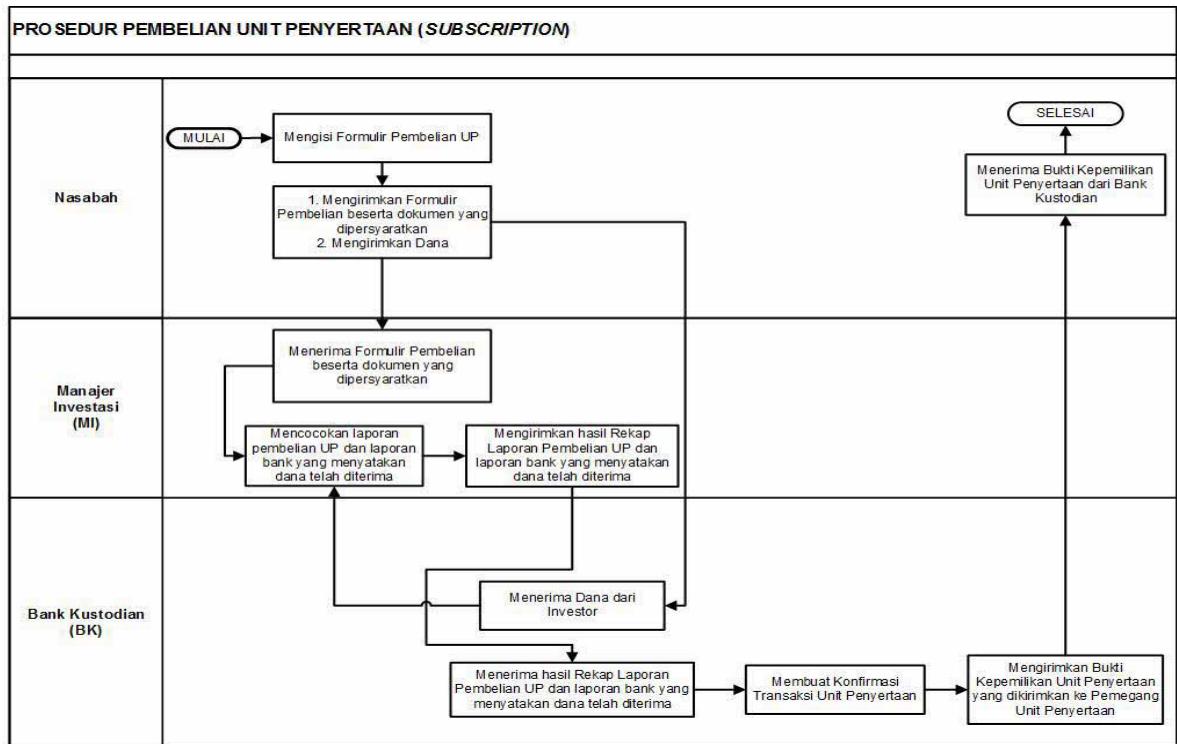 PROSEDUR PEMBELIAN UNIT PENYERTAAN (SUBSCRIPTION)
Nasabah
MULAI
Mengisi Formulir Pembelian UP
1. Mengirimkan Formulir
Pembelian beserta dokumen yang
dipersyaratkan
2. Mengirimkan Dana
SELESAI
Menerima Bukti Kepemilikan
Unit Penyertaan dari Bank
Kustodian
Manajer
Investasi
(MI)
Menerima Formulir Pembelian
beserta dokumen yang
dipersyaratkan
Mencocokan laporan
pembelian UP dan laporan
bank yang menyatakan
dana telah diterima
Mengirimkan hasil Rekap
Laporan Pembelian UP dan
laporan bank yang menyatakan
dana telah diterima
Bank Kustodian
(BK)
Menerima Dana dari
Investor
Menerima hasil Rekap Laporan
Pembelian UP dan laporan bank yang
menyatakan dana telah diterima
Membuat Konfirmasi
Transaksi Unit Penyertaan
Mengirimkan Bukti
Kepemilikan Unit Penyertaan
yang dikirimkan ke Pemegang
Unit Penyertaan